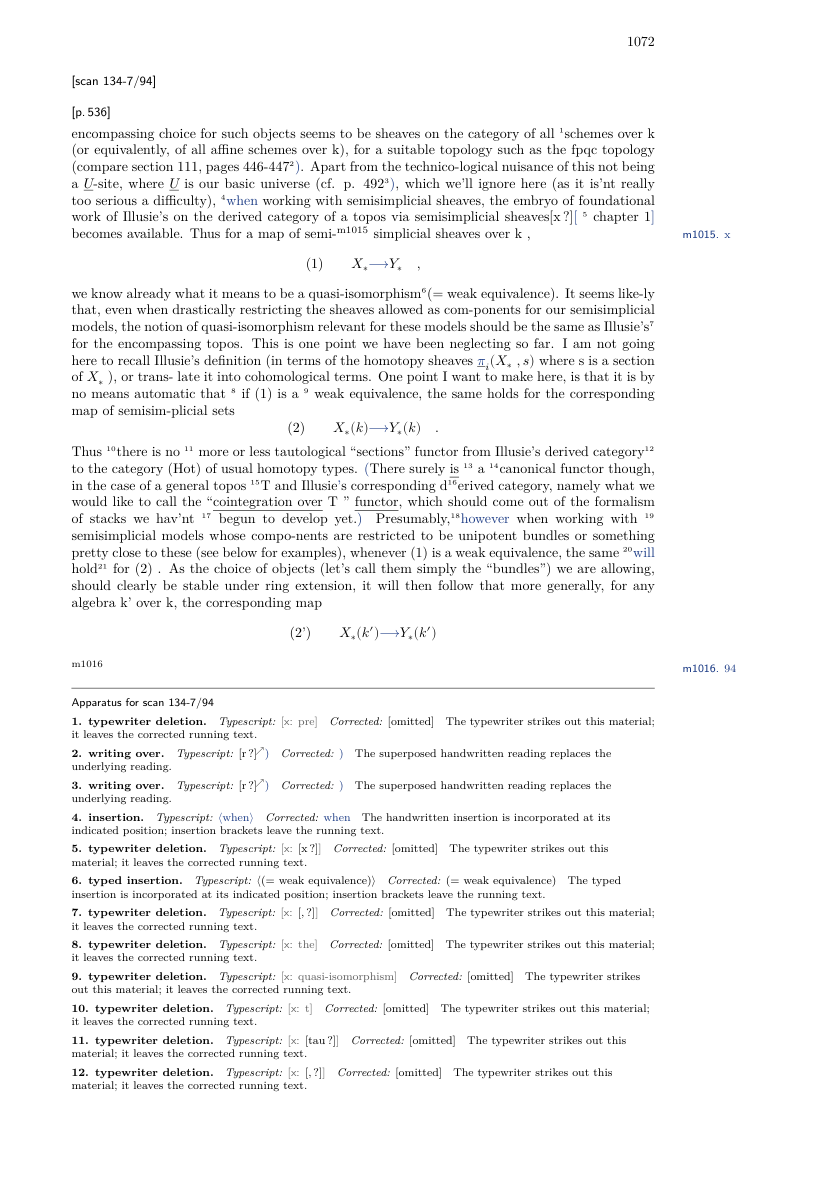 1072
[scan 134-7/94]
[p. 536]
encompassing choice for such objects seems to be sheaves on the category of all ¹schemes over k
(or equivalently, of all affine schemes over k), for a suitable topology such as the fpqc topology
(compare section 111, pages 446-447²). Apart from the technico-logical nuisance of this not being
a U-site, where U is our basic universe (cf. p. 492³), which we'll ignore here (as it is'nt really
too serious a difficulty), ⁴when working with semisimplicial sheaves, the embryo of foundational
work of Illusie's on the derived category of a topos via semisimplicial sheaves[x ?][ ⁵ chapter 1]
becomes available. Thus for a map of semi-ᵐ¹⁰¹⁵ simplicial sheaves over k ,
m1015. x
(1) X_*⟶Y_* ,
we know already what it means to be a quasi-isomorphism⁶(= weak equivalence). It seems like-ly
that, even when drastically restricting the sheaves allowed as com-ponents for our semisimplicial
models, the notion of quasi-isomorphism relevant for these models should be the same as Illusie's⁷
for the encompassing topos. This is one point we have been neglecting so far. I am not going
here to recall Illusie's definition (in terms of the homotopy sheaves π_i(X_* , s) where s is a section
of X_* ), or trans- late it into cohomological terms. One point I want to make here, is that it is by
no means automatic that ⁸ if (1) is a ⁹ weak equivalence, the same holds for the corresponding
map of semisim-plicial sets
(2) X_*(k)⟶Y_*(k) .
Thus ¹⁰there is no ¹¹ more or less tautological “sections” functor from Illusie's derived category¹²
to the category (Hot) of usual homotopy types. (There surely is ¹³ a ¹⁴canonical functor though,
in the case of a general topos ¹⁵T and Illusie's corresponding d¹⁶erived category, namely what we
would like to call the “cointegration over T ” functor, which should come out of the formalism
of stacks we hav'nt ¹⁷ begun to develop yet.) Presumably,¹⁸however when working with ¹⁹
semisimplicial models whose compo-nents are restricted to be unipotent bundles or something
pretty close to these (see below for examples), whenever (1) is a weak equivalence, the same ²⁰will
hold²¹ for (2) . As the choice of objects (let's call them simply the “bundles”) we are allowing,
should clearly be stable under ring extension, it will then follow that more generally, for any
algebra k' over k, the corresponding map
(2') X_*(k′)⟶Y_*(k′)
m1016
m1016. 94
Apparatus for scan 134-7/94
1. typewriter deletion. Typescript: [x: pre] Corrected: [omitted] The typewriter strikes out this material;
it leaves the corrected running text.
2. writing over. Typescript: [r ?]↗) Corrected: ) The superposed handwritten reading replaces the
underlying reading.
3. writing over. Typescript: [r ?]↗) Corrected: ) The superposed handwritten reading replaces the
underlying reading.
4. insertion. Typescript: ⟨when⟩ Corrected: when The handwritten insertion is incorporated at its
indicated position; insertion brackets leave the running text.
5. typewriter deletion. Typescript: [x: [x ?]] Corrected: [omitted] The typewriter strikes out this
material; it leaves the corrected running text.
6. typed insertion. Typescript: ⟨(= weak equivalence)⟩ Corrected: (= weak equivalence) The typed
insertion is incorporated at its indicated position; insertion brackets leave the running text.
7. typewriter deletion. Typescript: [x: [, ?]] Corrected: [omitted] The typewriter strikes out this material;
it leaves the corrected running text.
8. typewriter deletion. Typescript: [x: the] Corrected: [omitted] The typewriter strikes out this material;
it leaves the corrected running text.
9. typewriter deletion. Typescript: [x: quasi-isomorphism] Corrected: [omitted] The typewriter strikes
out this material; it leaves the corrected running text.
10. typewriter deletion. Typescript: [x: t] Corrected: [omitted] The typewriter strikes out this material;
it leaves the corrected running text.
11. typewriter deletion. Typescript: [x: [tau ?]] Corrected: [omitted] The typewriter strikes out this
material; it leaves the corrected running text.
12. typewriter deletion. Typescript: [x: [, ?]] Corrected: [omitted] The typewriter strikes out this
material; it leaves the corrected running text.